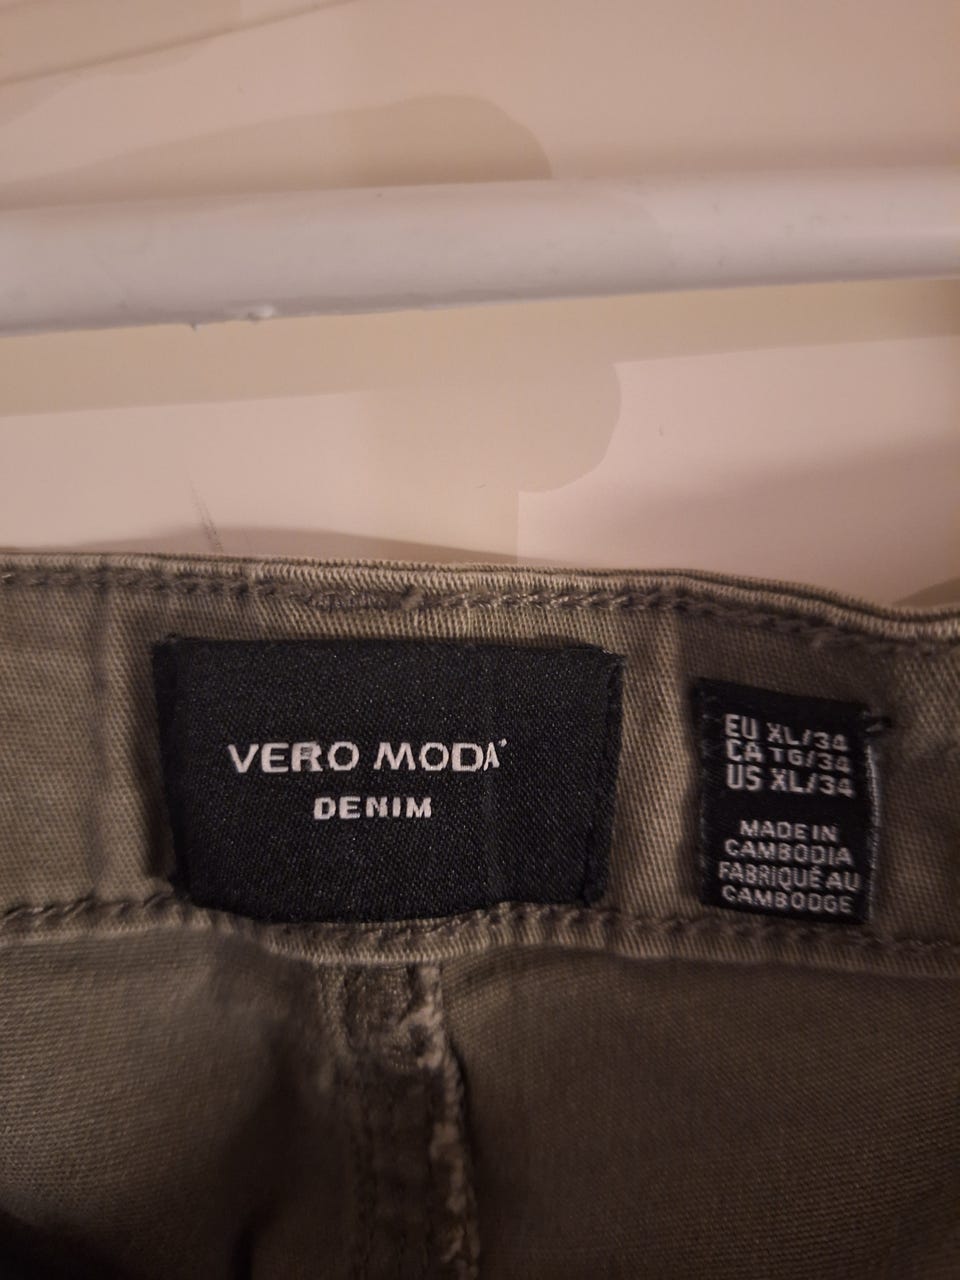 VERO MODA
DENIM
EU XL/34
CA TG/34
US XL/34
MADE IN
CAMBODIA
FABRIQUÉ AU
CAMBODGE